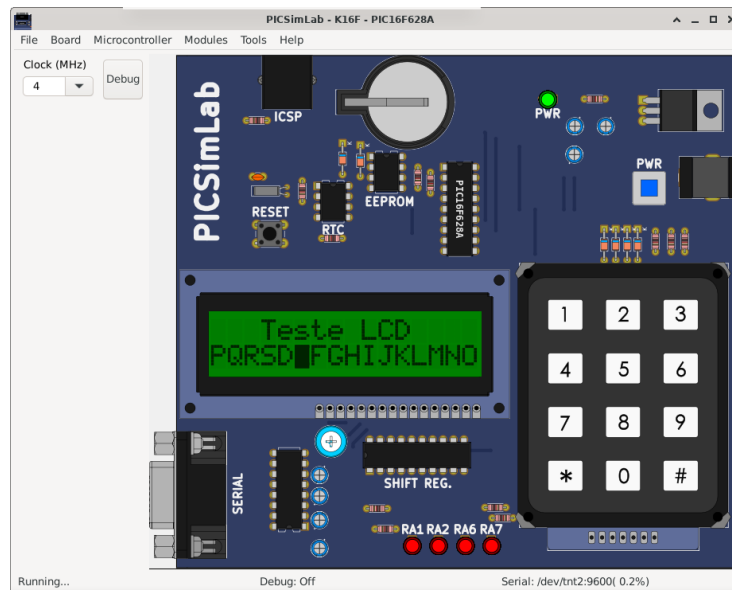 PICSimLab - K16F - PIC16F628A
File Board Microcontroller Modules Tools Help
Clock (MHz)
4
Debug
PICSimLab
ICSP
PWR
PWR
PIC16F628A
EEPROM
RESET
RTC
Teste LCD
PQRSD█FGHIJKLMNO
1 2 3
4 5 6
7 8 9
* 0 #
SERIAL
SHIFT REG.
RA1 RA2 RA6 RA7
Running...
Debug: Off
Serial: /dev/tnt2:9600( 0.2%)